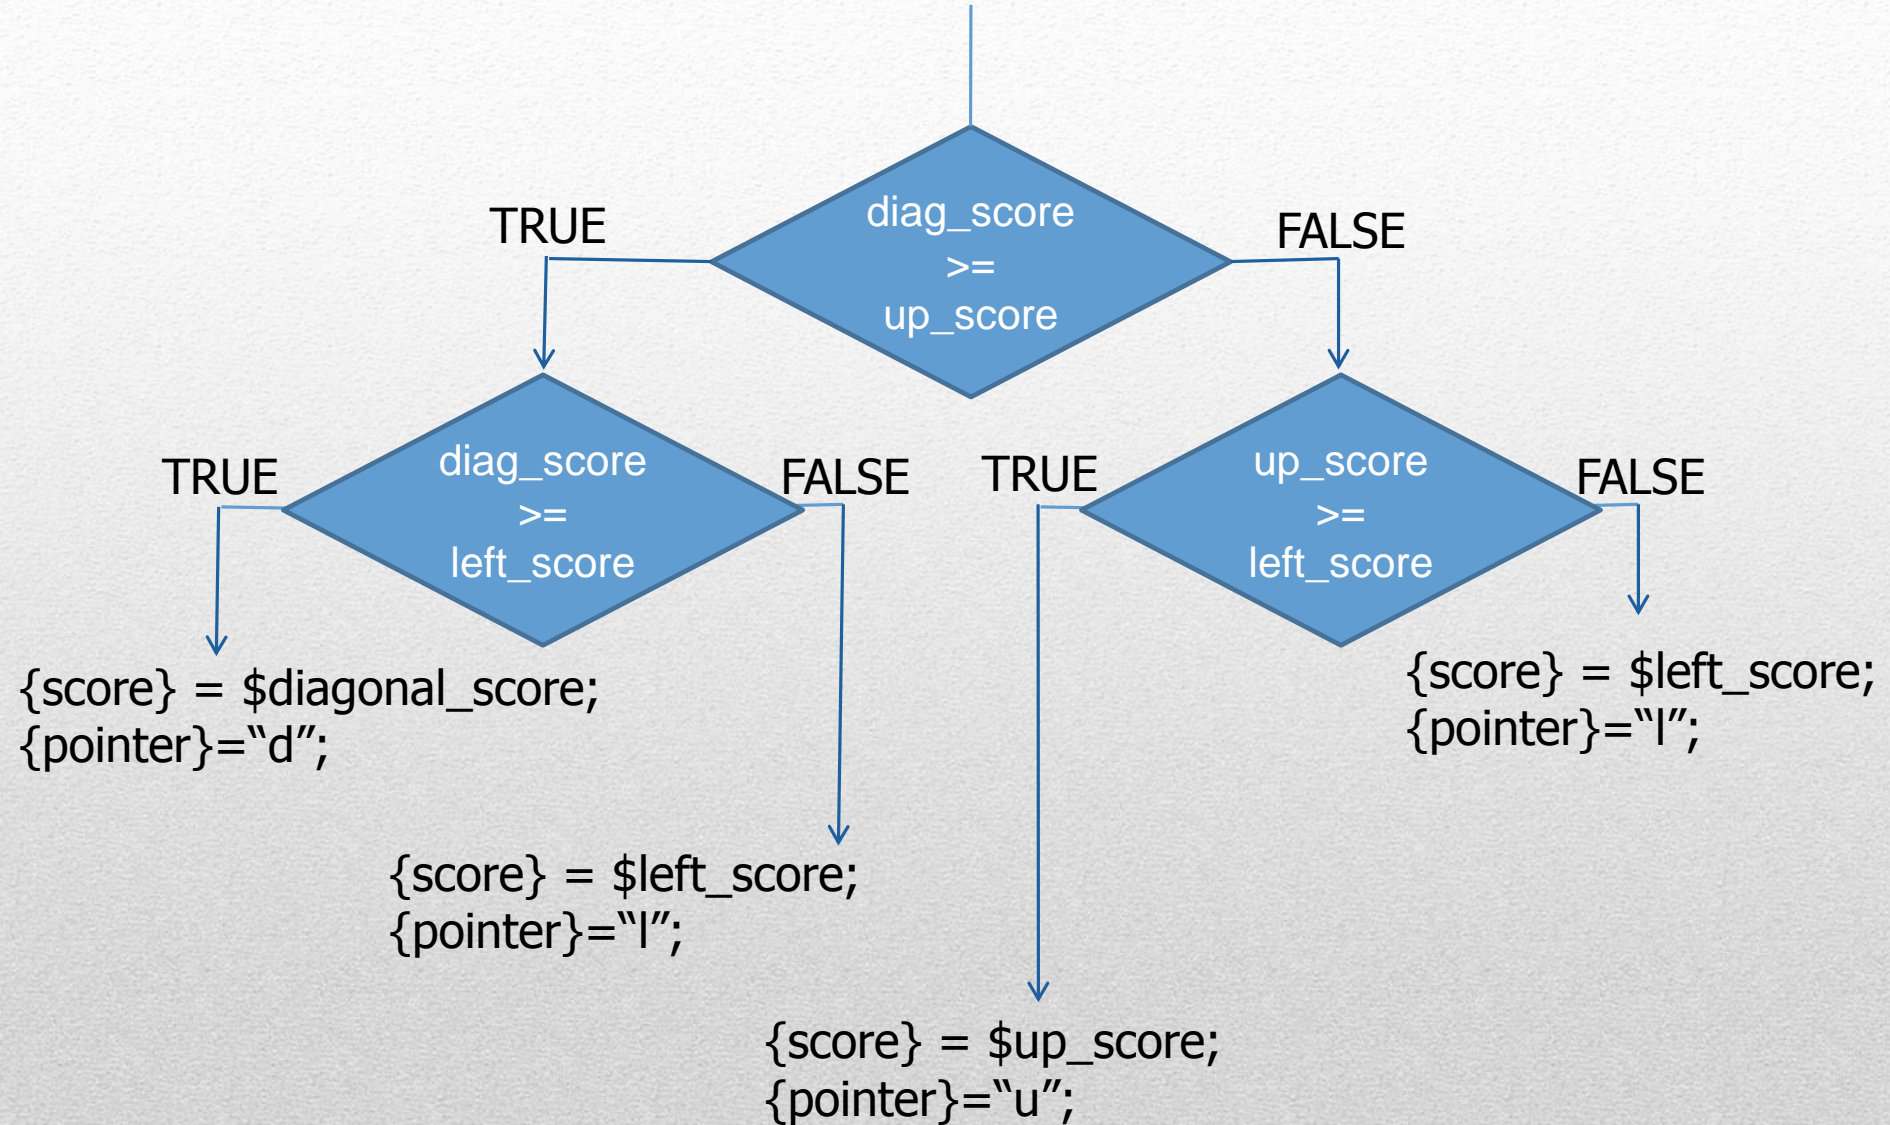 diag_score
>=
up_score
TRUE
FALSE
diag_score
>=
left_score
TRUE
FALSE
up_score
>=
left_score
TRUE
FALSE
{score} = $diagonal_score;
{pointer}=“d”;
{score} = $left_score;
{pointer}=“l”;
{score} = $up_score;
{pointer}=“u”;
{score} = $left_score;
{pointer}=“l”;